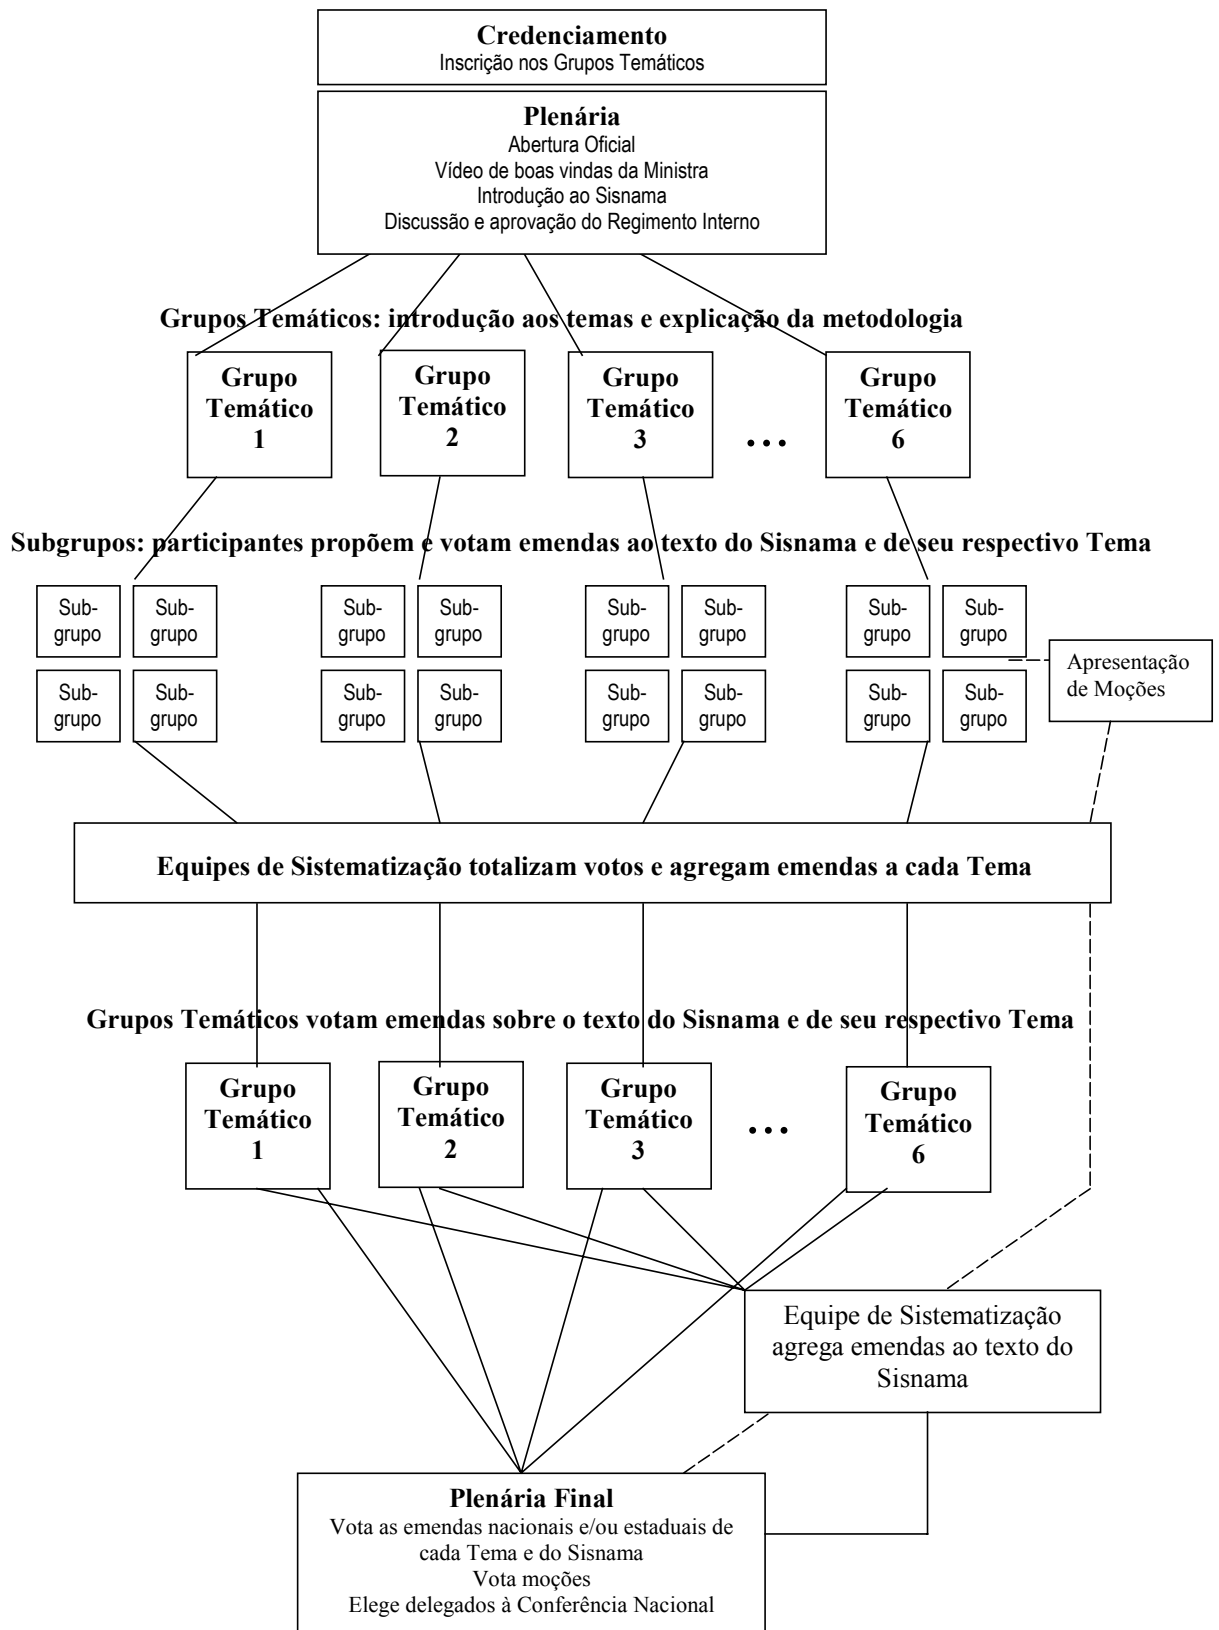 Credenciamento
Inscrição nos Grupos Temáticos
Plenária
Abertura Oficial
Vídeo de boas vindas da Ministra
Introdução ao Sisnama
Discussão e aprovação do Regimento Interno
Grupos Temáticos: introdução aos temas e explicação da metodologia
Grupo
Temático
1
Grupo
Temático
2
Grupo
Temático
3
...
Grupo
Temático
6
Subgrupos: participantes propõem e votam emendas ao texto do Sisnama e de seu respectivo Tema
Sub-
grupo
Sub-
grupo
Sub-
grupo
Sub-
grupo
Sub-
grupo
Sub-
grupo
Sub-
grupo
Sub-
grupo
Sub-
grupo
Sub-
grupo
Sub-
grupo
Sub-
grupo
Sub-
grupo
Sub-
grupo
Sub-
grupo
Sub-
grupo
Apresentação
de Moções
Equipes de Sistematização totalizam votos e agregam emendas a cada Tema
Grupos Temáticos votam emendas sobre o texto do Sisnama e de seu respectivo Tema
Grupo
Temático
1
Grupo
Temático
2
Grupo
Temático
3
...
Grupo
Temático
6
Equipe de Sistematização
agrega emendas ao texto do
Sisnama
Plenária Final
Vota as emendas nacionais e/ou estaduais de
cada Tema e do Sisnama
Vota moções
Elege delegados à Conferência Nacional